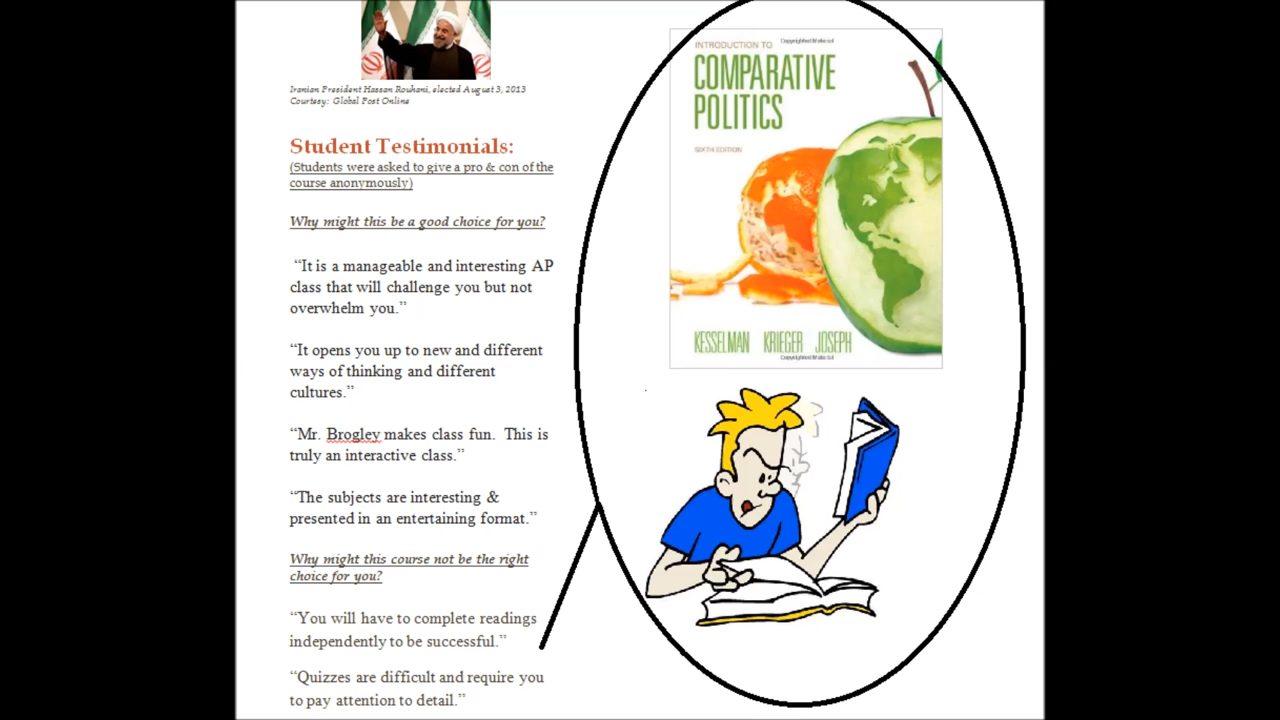 Iranian President Hassan Rouhani, elected August 3, 2013
Courtesy: Global Post Online
Student Testimonials:
(Students were asked to give a pro & con of the
course anonymously)
Why might this be a good choice for you?
“It is a manageable and interesting AP
class that will challenge you but not
overwhelm you.”
“It opens you up to new and different
ways of thinking and different
cultures.”
“Mr. Brogley makes class fun. This is
truly an interactive class.”
“The subjects are interesting &
presented in an entertaining format.”
Why might this course not be the right
choice for you?
“You will have to complete readings
independently to be successful.”
“Quizzes are difficult and require you
to pay attention to detail.”
Copyrighted Material
INTRODUCTION TO
COMPARATIVE
POLITICS
SIXTH EDITION
KESSELMAN KRIEGER JOSEPH
Copyrighted Material